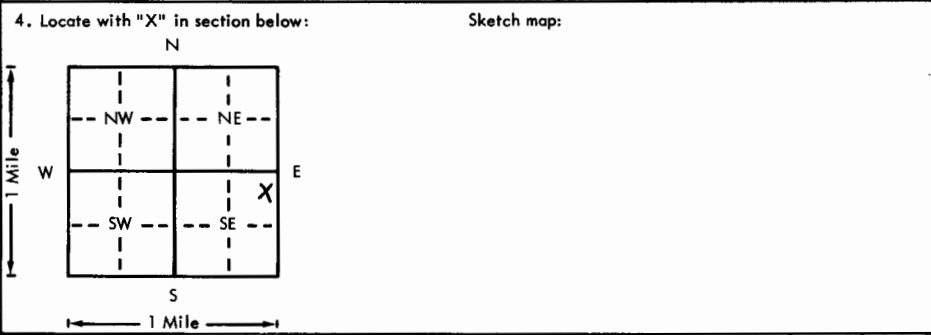 4. Locate with "X" in section below:
Sketch map:
N
NW
NE
1 Mile
W
E
X
SW
SE
S
1 Mile